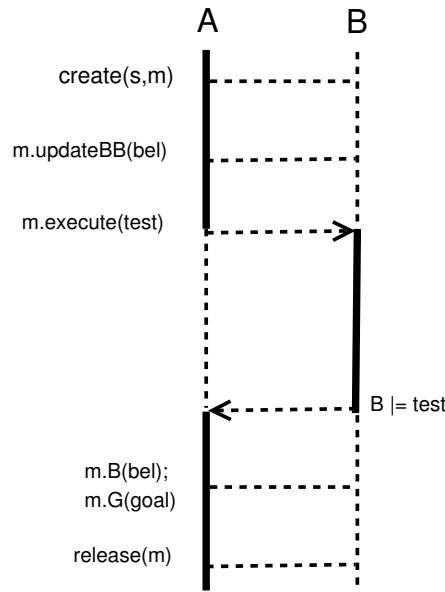 A B
create(s,m)
m.updateBB(bel)
m.execute(test)
B |= test
m.B(bel);
m.G(goal)
release(m)